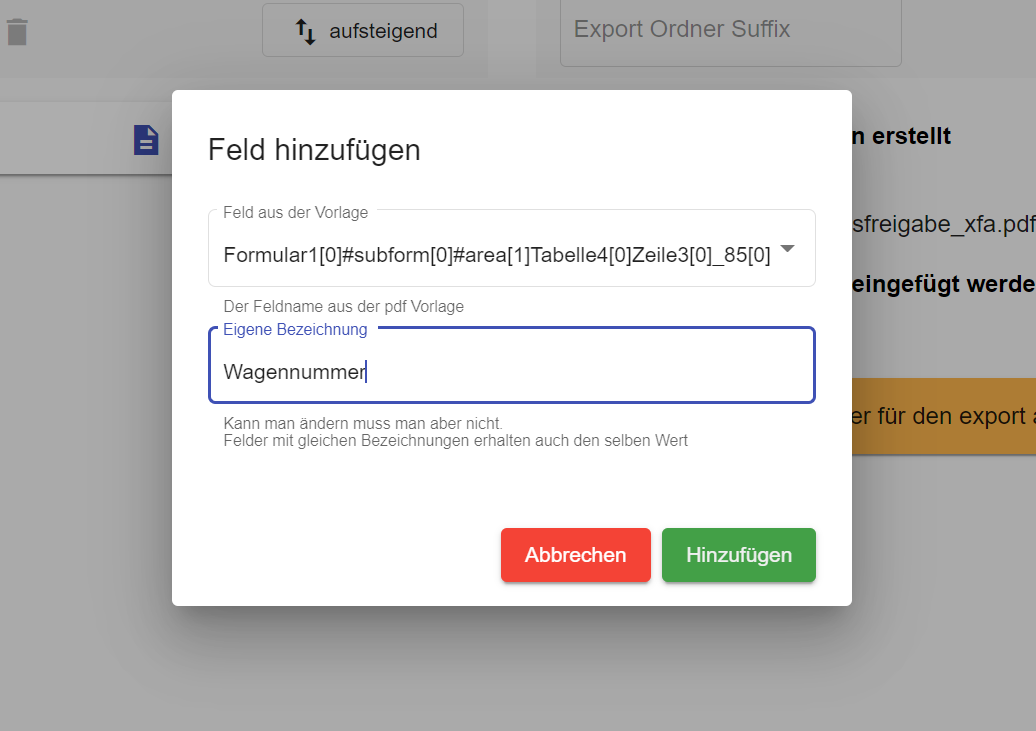 aufsteigend
Export Ordner Suffix
n erstellt
Feld hinzufügen
Feld aus der Vorlage
sfreigabe_xfa.pdf
Formular1[0]#subform[0]#area[1]Tabelle4[0]Zeile3[0]_85[0]
eingefügt werde
Der Feldname aus der pdf Vorlage
Eigene Bezeichnung
Wagennummer
er für den export a
Kann man ändern muss man aber nicht.
Felder mit gleichen Bezeichnungen erhalten auch den selben Wert
Abbrechen
Hinzufügen